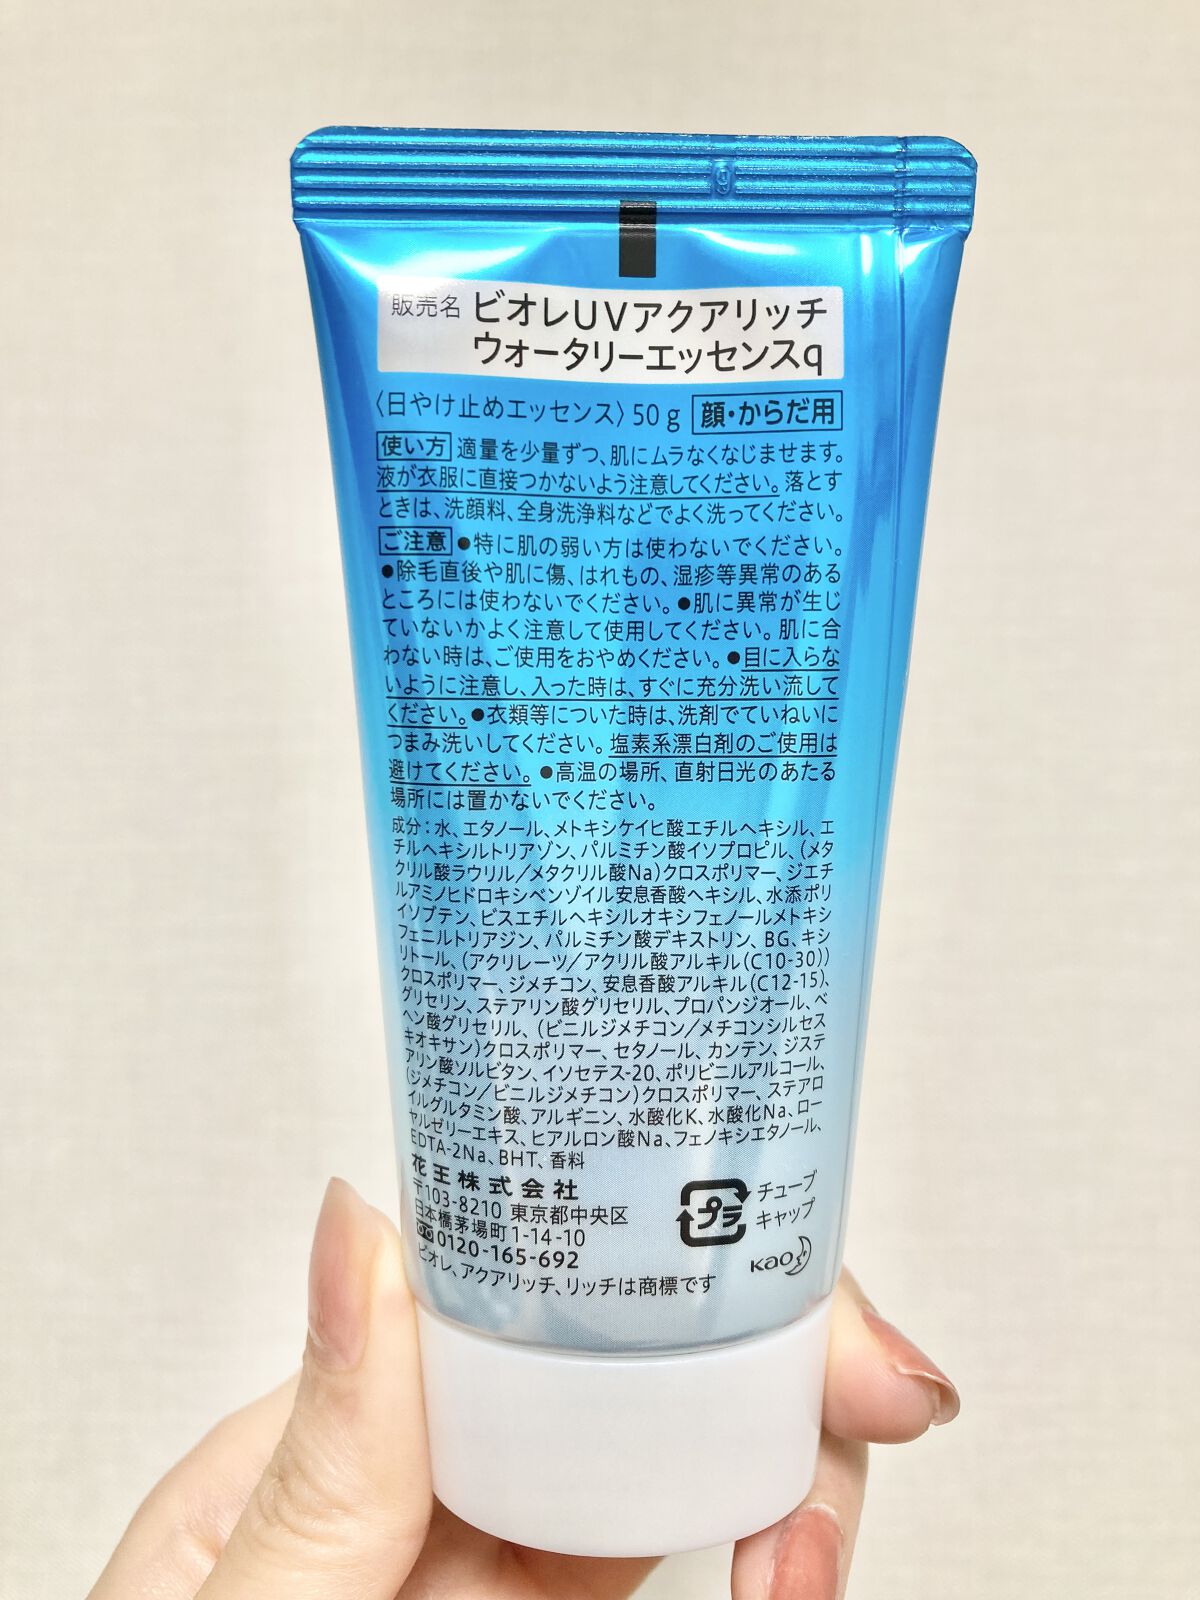 販売名 ビオレUVアクアリッチ
ウォータリーエッセンスq
〈日やけ止めエッセンス〉50g 顔・からだ用
使い方 適量を少量ずつ、肌にムラなくなじませます。
液が衣服に直接つかないよう注意してください。落とす
ときは、洗顔料、全身洗浄料などでよく洗ってください。
ご注意 ●特に肌の弱い方は使わないでください。
●除毛直後や肌に傷、はれもの、湿疹等異常のある
ところには使わないでください。●肌に異常が生じ
ていないかよく注意して使用してください。肌に合
わない時は、ご使用をおやめください。●目に入らな
いように注意し、入った時は、すぐに充分洗い流して
ください。●衣類等についた時は、洗剤でていねいに
つまみ洗いしてください。塩素系漂白剤のご使用は
避けてください。●高温の場所、直射日光のあたる
場所には置かないでください。
成分:水、エタノール、メトキシケイヒ酸エチルヘキシル、エ
チルヘキシルトリアゾン、パルミチン酸イソプロピル、(メタ
クリル酸ラウリル/メタクリル酸Na)クロスポリマー、ジエチ
ルアミノヒドロキシベンゾイル安息香酸ヘキシル、水添ポリ
イソブテン、ビスエチルヘキシルオキシフェノールメトキシ
フェニルトリアジン、パルミチン酸デキストリン、BG、キシ
リトール、(アクリレーツ/アクリル酸アルキル(C10-30))
クロスポリマー、ジメチコン、安息香酸アルキル(C12-15)、
グリセリン、ステアリン酸グリセリル、プロパンジオール、ベ
ヘン酸グリセリル、(ビニルジメチコン/メチコンシルセス
キオキサン)クロスポリマー、セタノール、カンテン、ジステ
アリン酸ソルビタン、イソセテス-20、ポリビニルアルコール、
(ジメチコン/ビニルジメチコン)クロスポリマー、ステアロ
イルグルタミン酸、アルギニン、水酸化K、水酸化Na、ロー
ヤルゼリーエキス、ヒアルロン酸Na、フェノキシエタノール、
EDTA-2Na、BHT、香料
花王株式会社
〒103-8210 東京都中央区
日本橋茅場町1-14-10
0120-165-692
ビオレ、アクアリッチ、リッチは商標です
プラ チューブ
キャップ
Kao